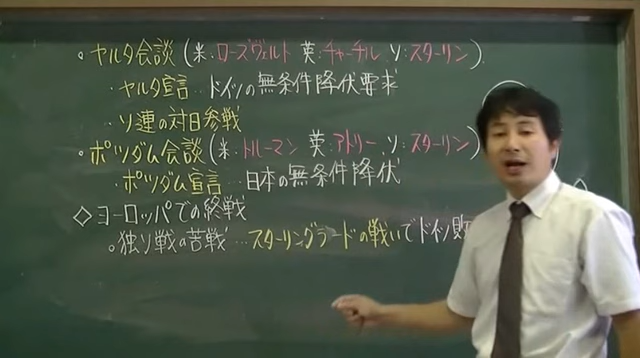 ○ヤルタ会談(米・ローズヴェルト 英:チャーチル ソ:スターリン)
・ヤルタ宣言…ドイツの無条件降伏要求
・ソ連の対日参戦
○ポツダム会談(米・トルーマン 英:アトリー ソ:スターリン)
・ポツダム宣言…日本の無条件降伏
◇ヨーロッパでの終戦
○独ソ戦の苦戦…スターリングラードの戦いでドイツ敗